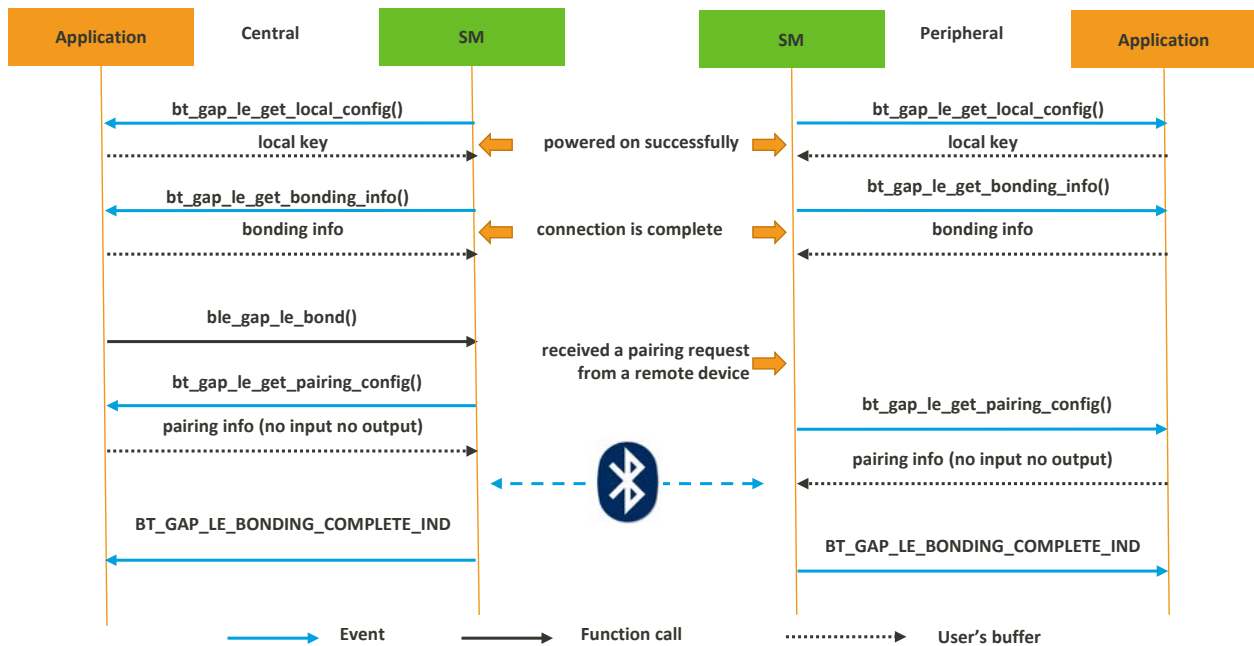 Application
Central
SM
SM
Peripheral
Application
bt_gap_le_get_local_config()
bt_gap_le_get_local_config()
local key
powered on successfully
local key
bt_gap_le_get_bonding_info()
bt_gap_le_get_bonding_info()
bonding info
connection is complete
bonding info
ble_gap_le_bond()
received a pairing request
from a remote device
bt_gap_le_get_pairing_config()
bt_gap_le_get_pairing_config()
pairing info (no input no output)
pairing info (no input no output)
BT_GAP_LE_BONDING_COMPLETE_IND
BT_GAP_LE_BONDING_COMPLETE_IND
Event
Function call
User's buffer